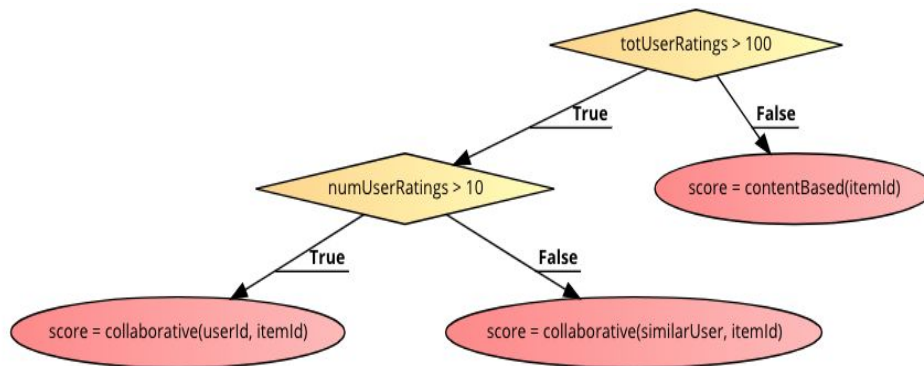 totUserRatings > 100
True
False
numUserRatings > 10
score = contentBased(itemId)
True
False
score = collaborative(userId, itemId)
score = collaborative(similarUser, itemId)